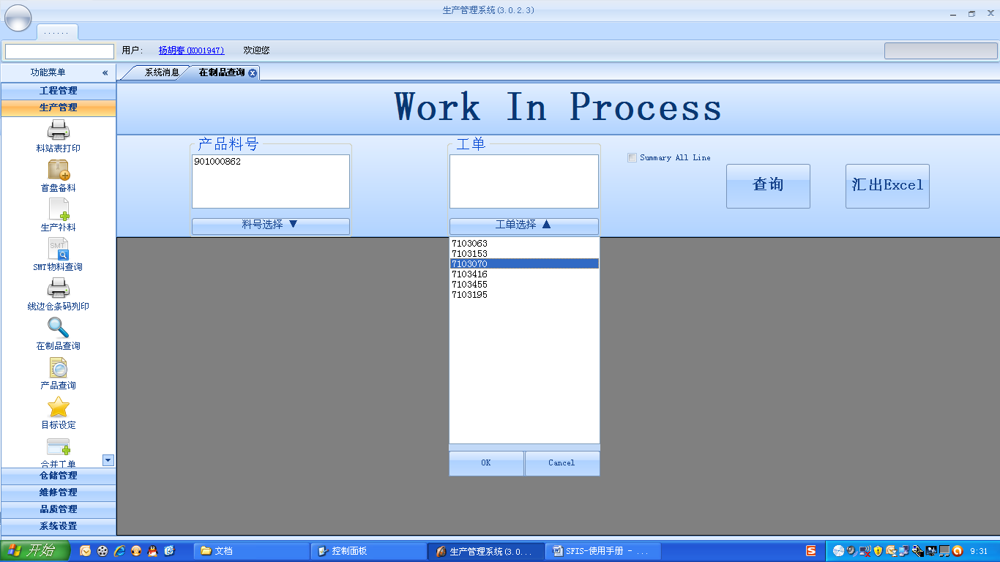 生产管理系统(3.0.2.3)
......
用户: 杨胡春(K001947) 欢迎您
功能菜单 «
系统消息
在制品查询
工程管理
生产管理
料站表打印
首盘备料
生产补料
SMT
SMT物料查询
线边仓条码列印
在制品查询
产品查询
目标设定
合并工单
仓储管理
维修管理
品质管理
系统设置
Work In Process
产品料号
901000862
料号选择 ▼
工单
工单选择 ▲
7103063
7103153
7103070
7103416
7103455
7103195
OK
Cancel
Summary All Line
查询
汇出Excel
开始
文档
控制面板
生产管理系统(3.0...
SFIS-使用手册 - ...
9:31